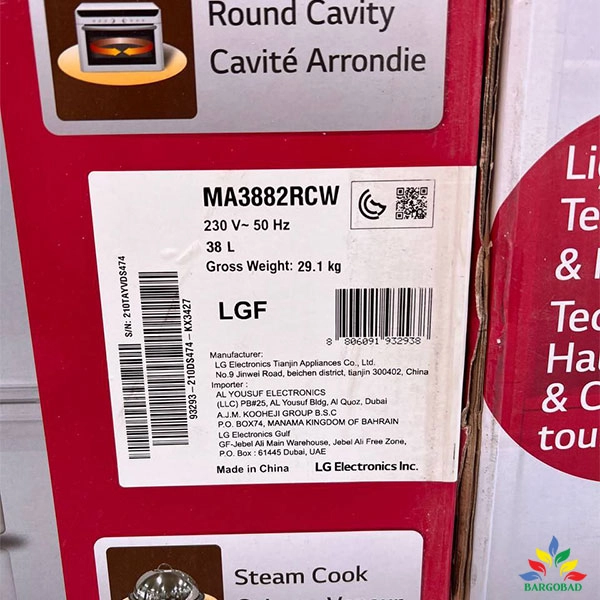 Round Cavity
Cavité Arrondie
MA3882RCW
230 V~ 50 Hz
38 L
Gross Weight: 29.1 kg
S/N: 210TAYVDS474
93293-210DS474-KX3427
LGF
8 806091 932938
Manufacturer:
LG Electronics Tianjin Appliances Co., Ltd.
No.9 Jinwei Road, beichen district, tianjin 300402, China
Importer :
AL YOUSUF ELECTRONICS
(LLC) PB#25, AL Yousuf Bldg, Al Quoz, Dubai
A.J.M. KOOHEJI GROUP B.S.C
P.O. BOX74, MANAMA KINGDOM OF BAHRAIN
LG Electronics Gulf
GF-Jebel Ali Main Warehouse, Jebel Ali Free Zone,
P.O. Box : 61445 Dubai, UAE
Made in China
LG Electronics Inc.
Steam Cook
Te
& 
Tec
Ha
& C
tou
BARGOBAD